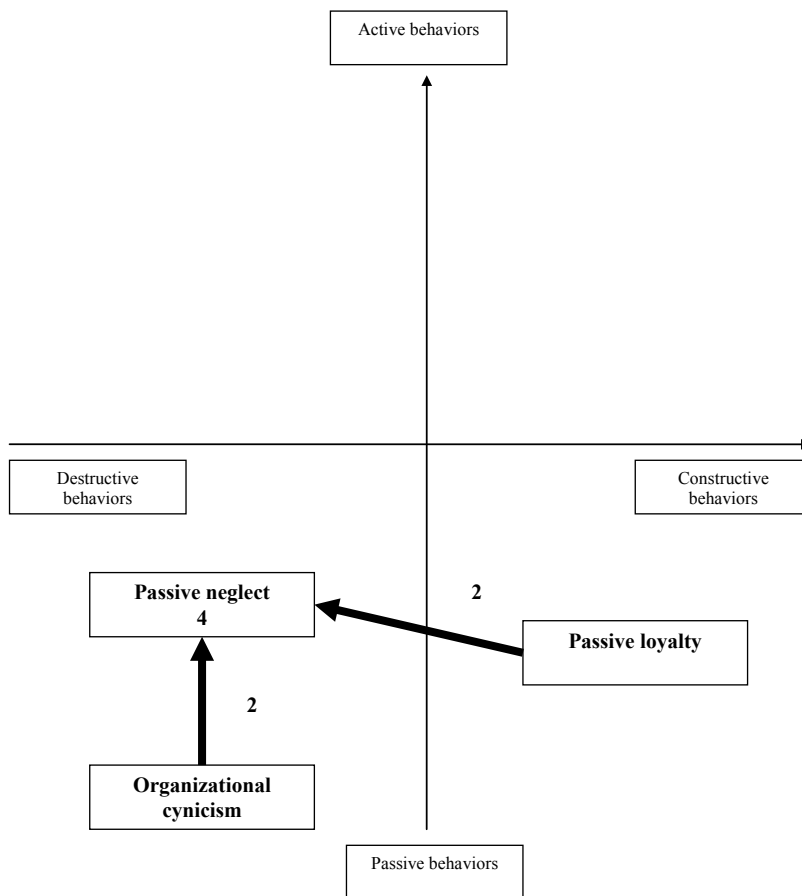 Active behaviors
Destructive
behaviors
Constructive
behaviors
Passive neglect
4
2
Passive loyalty
2
Organizational
cynicism
Passive behaviors